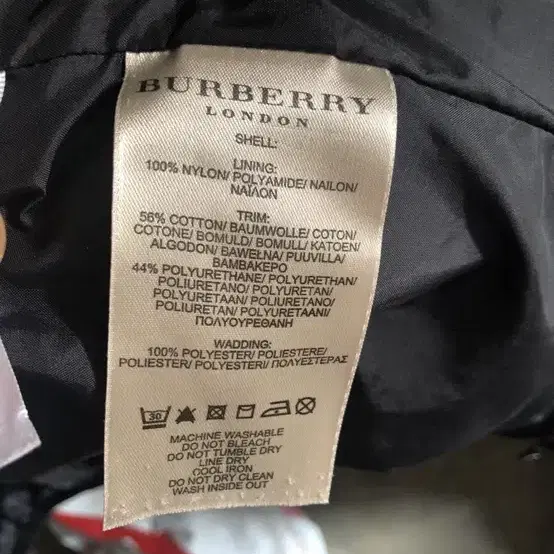 BURBERRY
LONDON
SHELL:
LINING:
100% NYLON/ POLYAMIDE/ NAILON/
ΝΑΪΛΟΝ
TRIM:
56% COTTON/ BAUMWOLLE/ COTON/
COTONE/ BOMULD/ BOMULL/ KATOEN/
ALGODON/ BAWEŁNA/ PUUVILLA/
ΒΑΜΒΑΚΕΡΟ
44% POLYURETHANE/ POLYURETHAN/
POLIURETANO/ POLYURETAN/
POLYURETAAN/ POLIURETANO/
POLIURETAN/ POLYURETAANI/
ΠΟΛΥΟΥΡΕΘΑΝΗ
WADDING:
100% POLYESTER/ POLIESTERE/
POLIESTER/ POLYESTERI/ ΠΟΛΥΕΣΤΕΡΑΣ
30
MACHINE WASHABLE
DO NOT BLEACH
DO NOT TUMBLE DRY
LINE DRY
COOL IRON
DO NOT DRY CLEAN
WASH INSIDE OUT